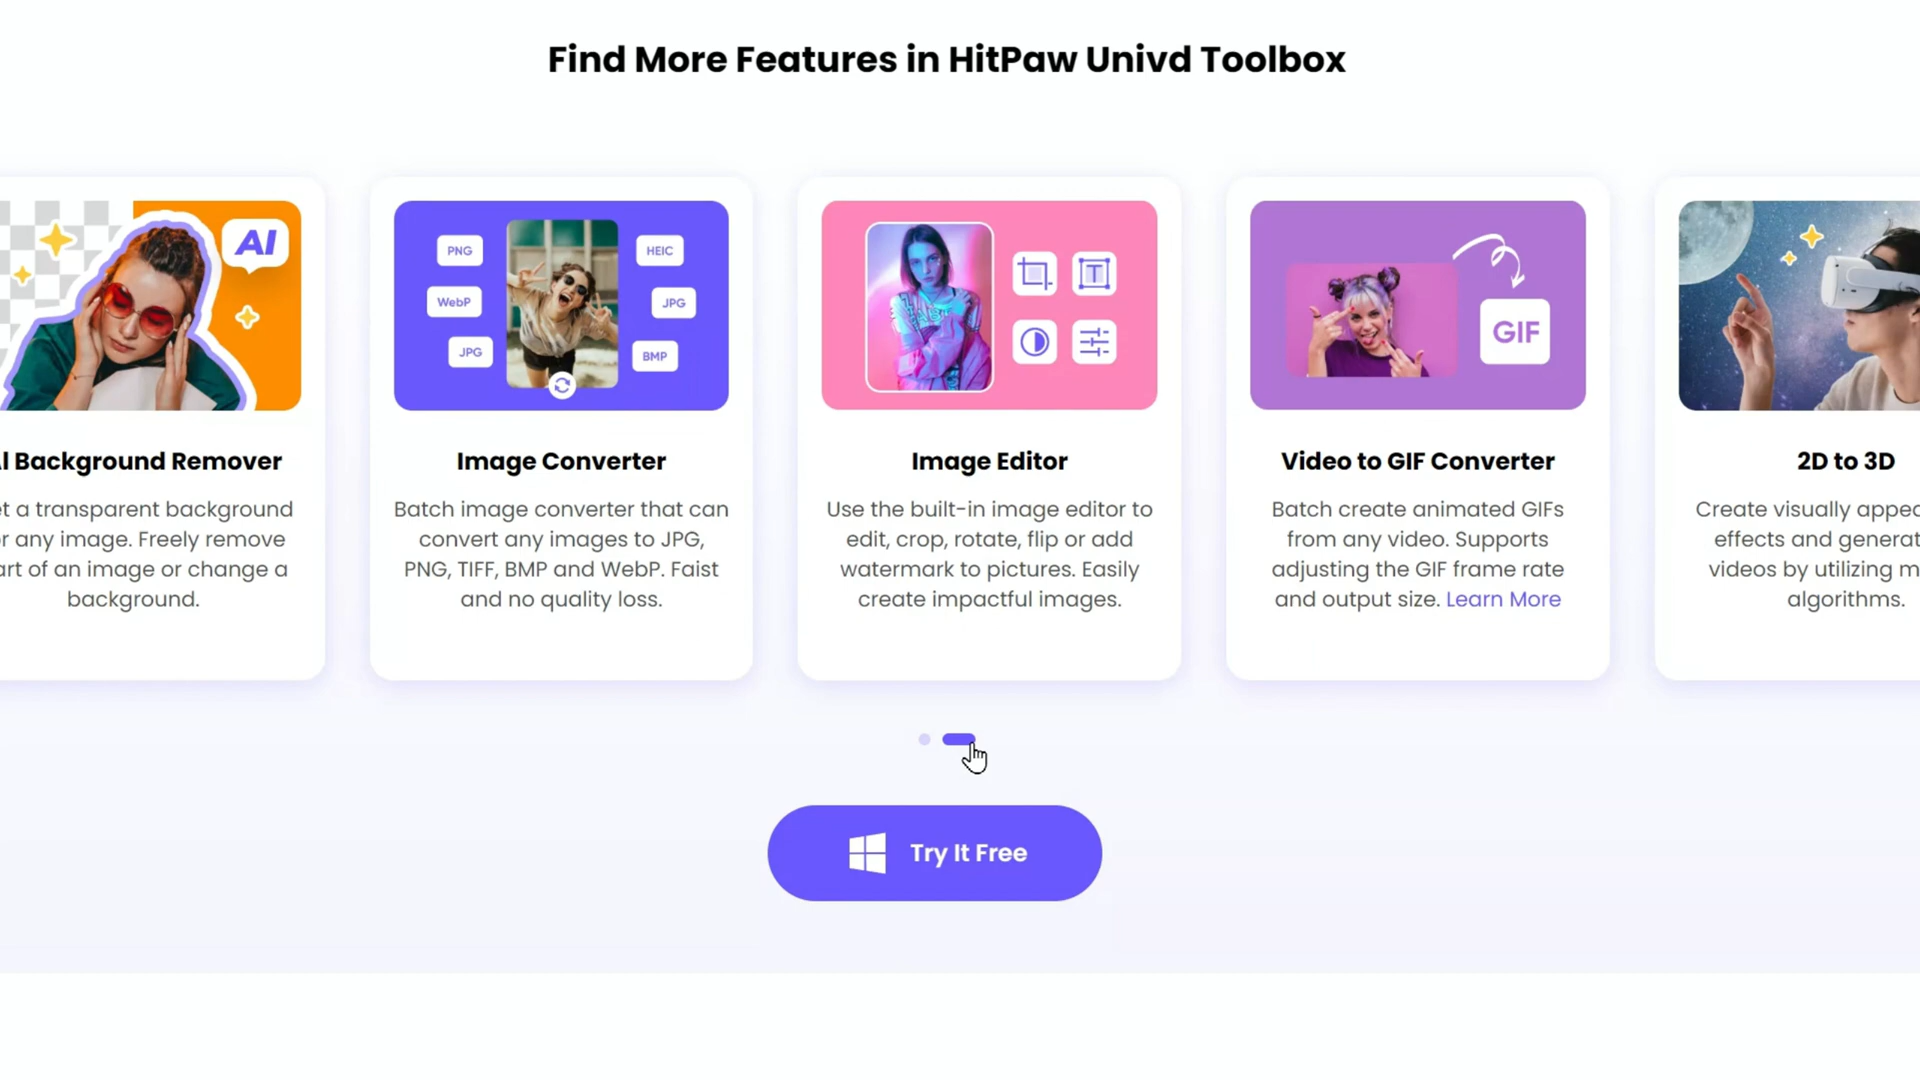 Find More Features in HitPaw Univd Toolbox
AI
PNG
WebP
JPG
HEIC
JPG
BMP
T
GIF
Background Remover
a transparent background
any image. Freely remove
of an image or change a
background.
Image Converter
Batch image converter that can
convert any images to JPG,
PNG, TIFF, BMP and WebP. Faist
and no quality loss.
Image Editor
Use the built-in image editor to
edit, crop, rotate, flip or add
watermark to pictures. Easily
create impactful images.
Video to GIF Converter
Batch create animated GIFs
from any video. Supports
adjusting the GIF frame rate
and output size. Learn More
2D to 3D
Create visually
effects and
videos by utilizing
algorithms.
Try It Free